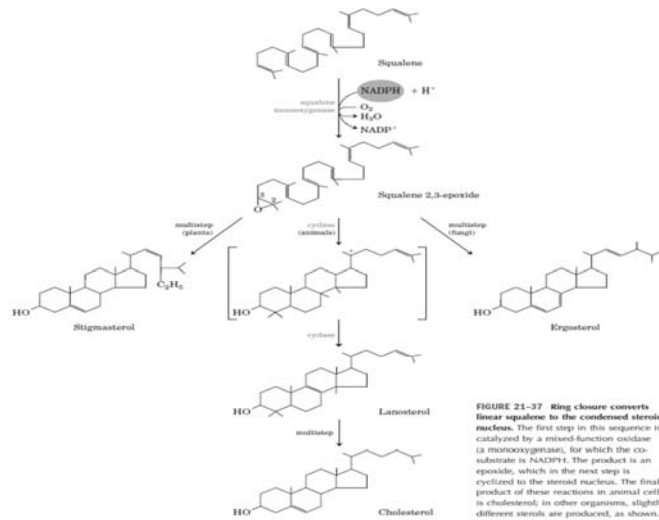 Squalene
NADPH + H⁺
squalene
monooxygenase
O₂
H₂O
NADP⁺
Squalene 2,3-epoxide
3
2
O
multistep
(plants)
cyclase
(animals)
multistep
(fungi)
C₂H₅
HO
Stigmasterol
+
HO
HO
Ergosterol
cyclase
HO
Lanosterol
multistep
HO
Cholesterol
FIGURE 21–37 Ring closure converts
linear squalene to the condensed steroid
nucleus. The first step in this sequence is
catalyzed by a mixed-function oxidase
(a monooxygenase), for which the co-
substrate is NADPH. The product is an
epoxide, which in the next step is
cyclized to the steroid nucleus. The final
product of these reactions in animal cells
is cholesterol; in other organisms, slightly
different sterols are produced, as shown.